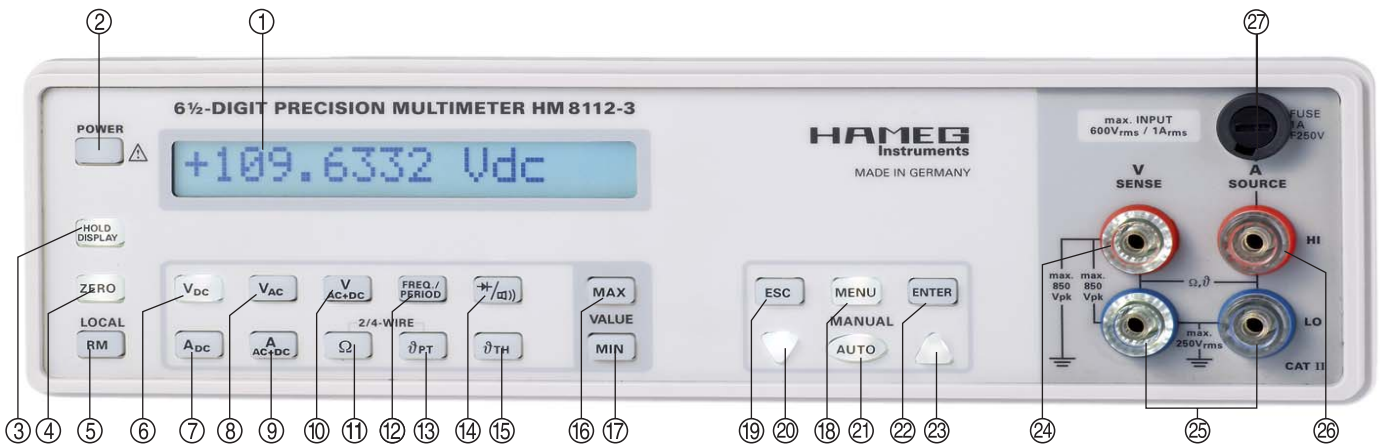 ② ① ㉗
6½-DIGIT PRECISION MULTIMETER HM 8112-3
POWER
+109.6332 Vdc
HAMEG
Instruments
MADE IN GERMANY
max. INPUT
600Vrms / 1Arms
FUSE
1A
F250V
V
SENSE
A
SOURCE
HOLD
DISPLAY
ZERO
LOCAL
RM
VDC
VAC
V
AC+DC
FREQ./
PERIOD
2/4-WIRE
ADC
A
AC+DC
Ω
ϑPT
ϑTH
MAX
VALUE
MIN
ESC
MENU
ENTER
MANUAL
AUTO
HI
max.
850
Vpk
max.
850
Vpk
Ω,ϑ
LO
max.
250Vrms
CAT II
③ ④ ⑤ ⑥ ⑦ ⑧ ⑨ ⑩ ⑪ ⑫ ⑬ ⑭ ⑮ ⑯ ⑰ ⑲ ⑳ ⑱ ㉑ ㉒ ㉓ ㉔ ㉕ ㉖